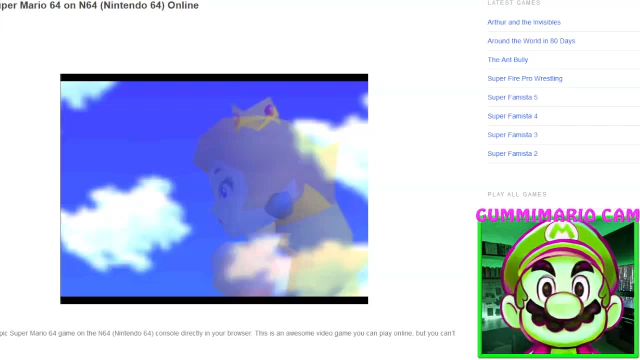 per Mario 64 on N64 (Nintendo 64) Online
LATEST GAMES
Arthur and the Invisibles
Around the World in 80 Days
The Ant Bully
Super Fire Pro Wrestling
Super Famista 5
Super Famista 4
Super Famista 3
Super Famista 2
PLAY ALL GAMES
GUMMIMARIO CAM
M
pic Super Mario 64 game on the N64 (Nintendo 64) console directly in your browser. This is an awesome video game you can play online, but you can't